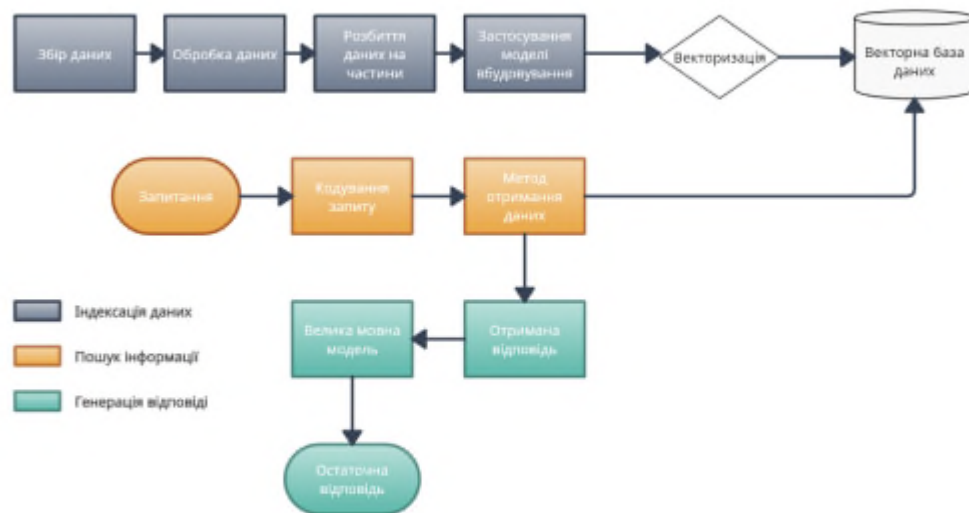 Збір даних
Обробка даних
Розбиття
даних на
частини
Застосування
моделі
вбудовування
Векторизація
Векторна база
даних
Запитання
Кодування
запиту
Метод
отримання
даних
Індексація даних
Пошук інформації
Генерація відповіді
Велика мовна
модель
Отримана
відповідь
Остаточна
відповідь